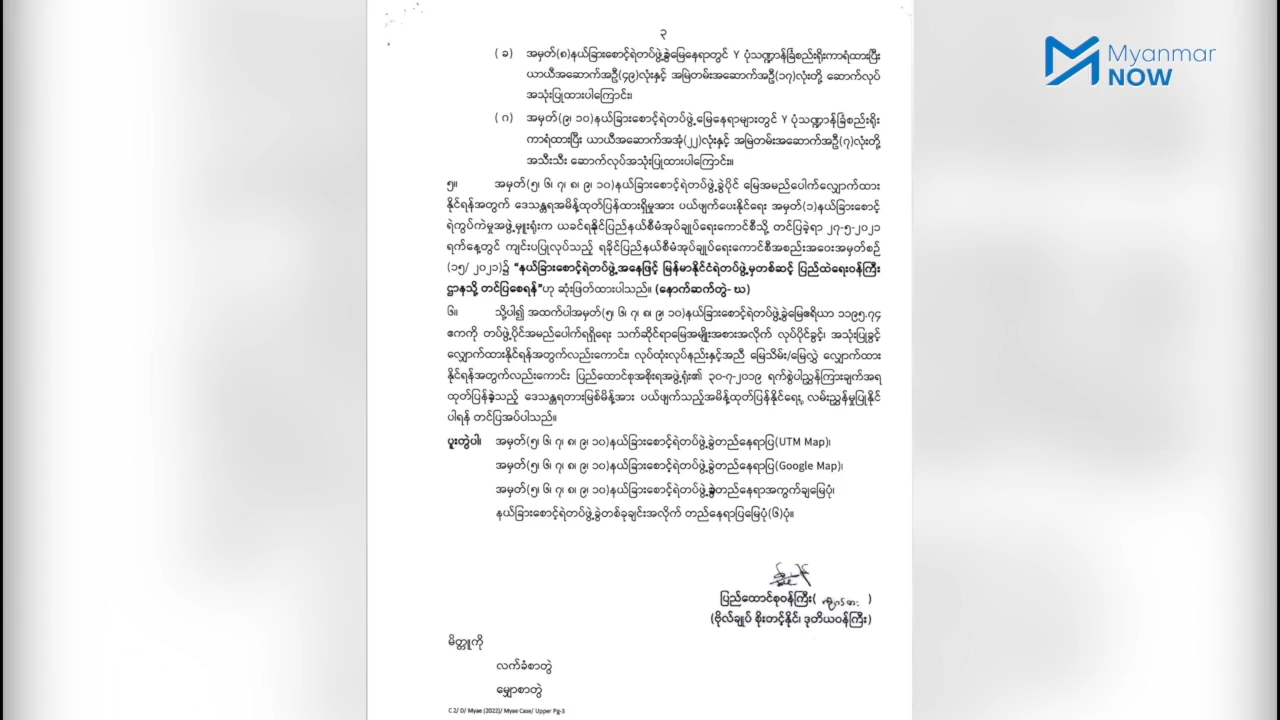 ၃
Myanmar
NOW
( ခ ) အမှတ်(၈)နယ်ခြားစောင့်ရဲတပ်ဖွဲ့ခွဲမြေနေရာတွင် Y ပုံသဏ္ဌာန်ခြံစည်းရိုးကာရံထားပြီး
ယာယီအဆောက်အဦ(၄၉)လုံးနှင့် အမြဲတမ်းအဆောက်အဦ(၁၇)လုံးတို့ ဆောက်လုပ်
အသုံးပြုထားပါကြောင်း၊
( ဂ ) အမှတ်(၉၊ ၁၀)နယ်ခြားစောင့်ရဲတပ်ဖွဲ့မြေနေရာများတွင် Y ပုံသဏ္ဌာန်ခြံစည်းရိုး
ကာရံထားပြီး ယာယီအဆောက်အအုံ(၂၂)လုံးနှင့် အမြဲတမ်းအဆောက်အဦ(၇)လုံးတို့
အသီးသီး ဆောက်လုပ်အသုံးပြုထားပါကြောင်း။
၅။ အမှတ်(၅၊ ၆၊ ၇၊ ၈၊ ၉၊ ၁၀)နယ်ခြားစောင့်ရဲတပ်ဖွဲ့ခွဲပိုင် မြေအမည်ပေါက်လျှောက်ထား
နိုင်ရန်အတွက် ဒေသန္တရအမိန့်ထုတ်ပြန်ထားရှိမှုအား ပယ်ဖျက်ပေးနိုင်ရေး အမှတ်(၁)နယ်ခြားစောင့်
ရဲကွပ်ကဲမှုအဖွဲ့မှူးရုံးက ယခင်ရခိုင်ပြည်နယ်စီမံအုပ်ချုပ်ရေးကောင်စီသို့ တင်ပြခဲ့ရာ ၂၇-၅-၂၀၂၁
ရက်နေ့တွင် ကျင်းပပြုလုပ်သည့် ရခိုင်ပြည်နယ်စီမံအုပ်ချုပ်ရေးကောင်စီအစည်းအဝေးအမှတ်စဉ်
(၁၅/ ၂၀၂၁)၌ "နယ်ခြားစောင့်ရဲတပ်ဖွဲ့အနေဖြင့် မြန်မာနိုင်ငံရဲတပ်ဖွဲ့မှတစ်ဆင့် ပြည်ထဲရေးဝန်ကြီး
ဌာနသို့ တင်ပြစေရန်"ဟု ဆုံးဖြတ်ထားပါသည်။ (နောက်ဆက်တွဲ- ဃ)
၆။ သို့ပါ၍ အထက်ပါအမှတ်(၅၊ ၆၊ ၇၊ ၈၊ ၉၊ ၁၀)နယ်ခြားစောင့်ရဲတပ်ဖွဲ့ခွဲမြေဧရိယာ ၁၁၉၅.၇၄
ဧကကို တပ်ဖွဲ့ပိုင်အမည်ပေါက်ရရှိရေး သက်ဆိုင်ရာမြေအမျိုးအစားအလိုက် လုပ်ပိုင်ခွင့်၊ အသုံးပြုခွင့်
လျှောက်ထားနိုင်ရန်အတွက်လည်းကောင်း၊ လုပ်ထုံးလုပ်နည်းနှင့်အညီ မြေသိမ်း/မြေလွှဲ လျှောက်ထား
နိုင်ရန်အတွက်လည်းကောင်း ပြည်ထောင်စုအစိုးရအဖွဲ့ရုံး၏ ၃၀-၇-၂၀၁၉ ရက်စွဲပါညွှန်ကြားချက်အရ
ထုတ်ပြန်ခဲ့သည့် ဒေသန္တရတားမြစ်မိန့်အား ပယ်ဖျက်သည့်အမိန့်ထုတ်ပြန်နိုင်ရေး လမ်းညွှန်မှုပြုနိုင်
ပါရန် တင်ပြအပ်ပါသည်။
ပူးတွဲပါ၊ အမှတ်(၅၊ ၆၊ ၇၊ ၈၊ ၉၊ ၁၀)နယ်ခြားစောင့်ရဲတပ်ဖွဲ့ခွဲတည်နေရာပြ(UTM Map)၊
အမှတ်(၅၊ ၆၊ ၇၊ ၈၊ ၉၊ ၁၀)နယ်ခြားစောင့်ရဲတပ်ဖွဲ့ခွဲတည်နေရာပြ(Google Map)၊
အမှတ်(၅၊ ၆၊ ၇၊ ၈၊ ၉၊ ၁၀)နယ်ခြားစောင့်ရဲတပ်ဖွဲ့ခွဲတည်နေရာအကွက်ချမြေပုံ၊
နယ်ခြားစောင့်ရဲတပ်ဖွဲ့ခွဲတစ်ခုချင်းအလိုက် တည်နေရာပြမြေပုံ(၆)ပုံ။
ပြည်ထောင်စုဝန်ကြီး( )
(ဗိုလ်ချုပ် စိုးတင့်နိုင်၊ ဒုတိယဝန်ကြီး)
မိတ္တူကို
လက်ခံစာတွဲ
မျှောစာတွဲ
C 2/ D/ Myae (2022)/ Myae Case/ Upper Pg-3